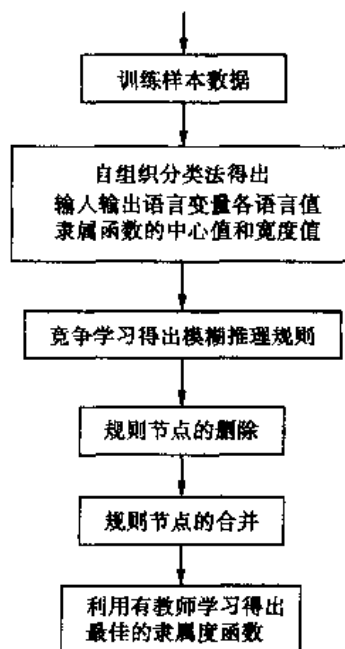 训练样本数据
自组织分类法得出
输人输出语言变量各语言值
隶属函数的中心值和宽度值
竞争学习得出模糊推理规则
规则节点的删除
规则节点的合并
利用有教师学习得出
最佳的隶属度函数